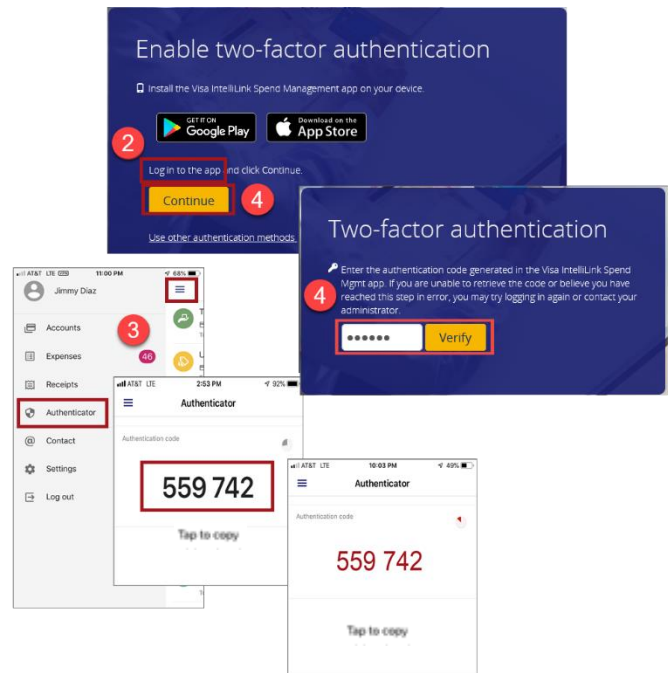 Enable two-factor authentication
Install the Visa IntelliLink Spend Management app on your device.
GET IT ON
Google Play
Download on the
App Store
2
Log in to the app and click Continue.
Continue
4
Use other authentication methods
Two-factor authentication
Enter the authentication code generated in the Visa IntelliLink Spend
Mgmt app. If you are unable to retrieve the code or believe you have
reached this step in error, you may try logging in again or contact your
administrator.
4
Verify
AT&T LTE 11:00 PM 68%
Jimmy Diaz
Accounts
3
Expenses 46
Receipts
Authenticator
@ Contact
Settings
Log out
AT&T LTE 2:53 PM 92%
Authenticator
Authentication code
559 742
Tap to copy
AT&T LTE 10:03 PM 49%
Authenticator
Authentication code
559 742
Tap to copy